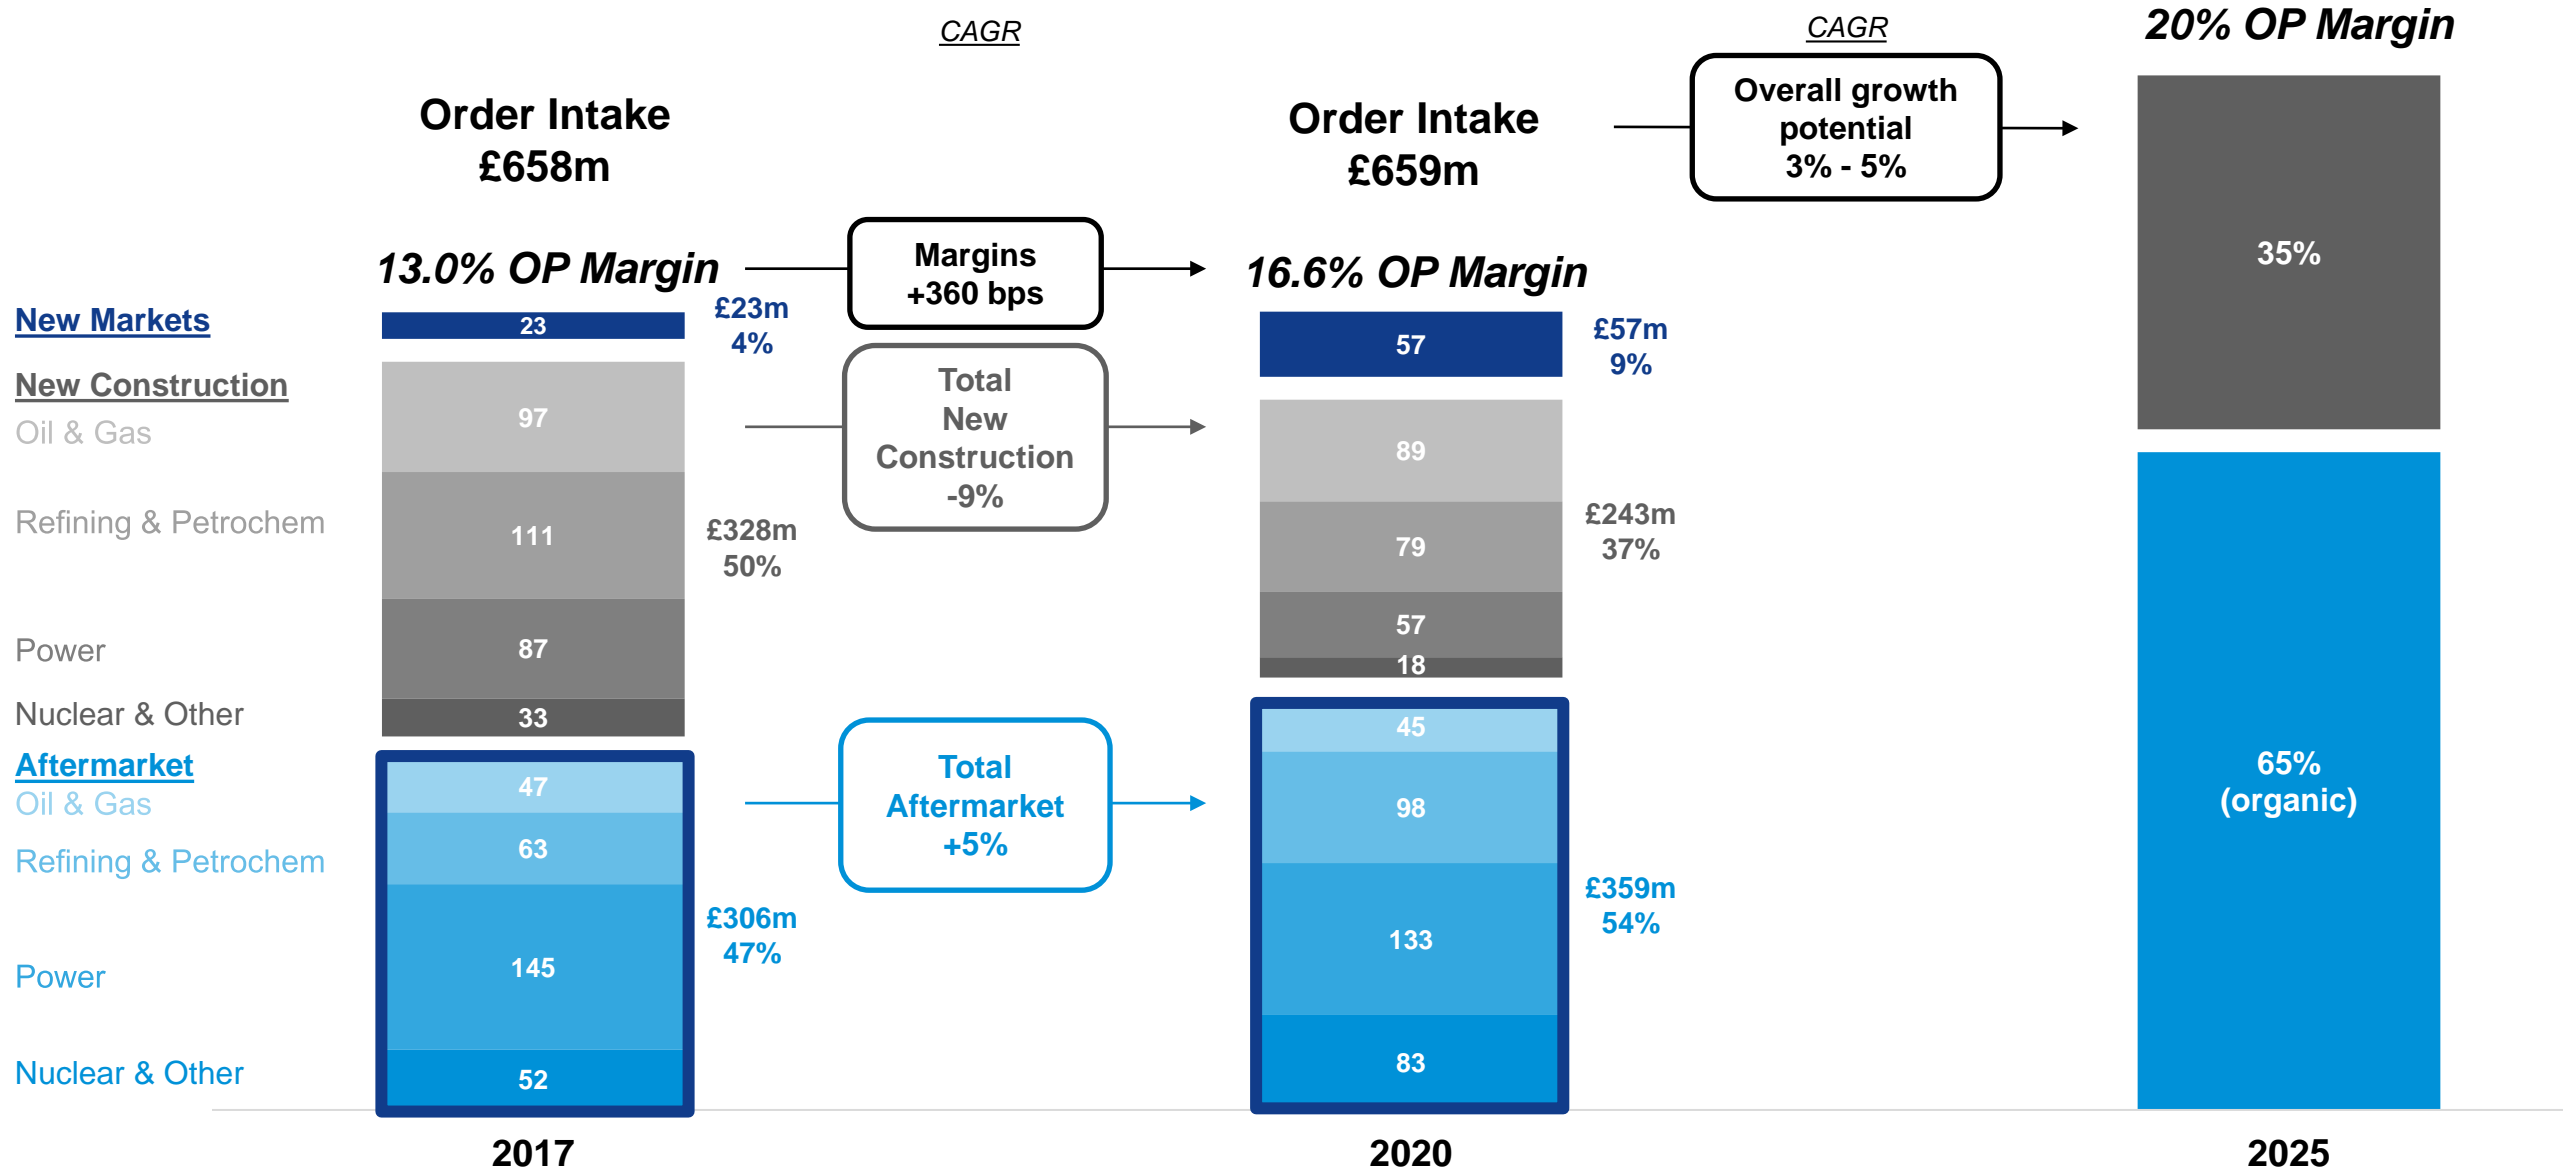 CAGR
CAGR
20% OP Margin
Order Intake
£658m
Order Intake
£659m
Overall growth
potential
3% - 5%
13.0% OP Margin
Margins
+360 bps
16.6% OP Margin
New Markets
23
£23m
4%
57
£57m
9%
New Construction
Oil & Gas
Refining & Petrochem
Power
Nuclear & Other
97
111
87
33
£328m
50%
Total
New
Construction
-9%
89
79
57
18
£243m
37%
35%
Aftermarket
Oil & Gas
Refining & Petrochem
Power
Nuclear & Other
47
63
145
52
£306m
47%
Total
Aftermarket
+5%
45
98
133
83
£359m
54%
65%
(organic)
2017
2020
2025